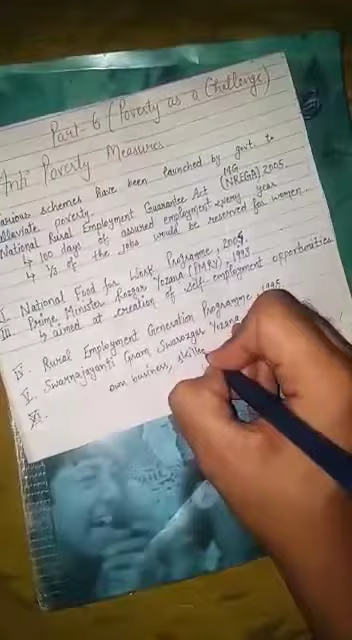 Part-6 (Poverty as a Challenge)
Anti Poverty Measures
various schemes have been launched by govt. to
alleviate poverty.
National Rural Employment Guarantee Act MG (NREGA) 2005
↳ 100 days of assured employment every year
↳ 1/3 of the jobs would be reserved for women.
II. National Food for Work Programme, 2005
III. Prime Minister Rozgar Yozana (PMRY)-1993
↳ aimed at creation of self employment opportunities
IV. Rural Employment Generation Programme, 1995
V. Swarnajayanti Gram Swarozgar Yozana
VI.
own business, skille